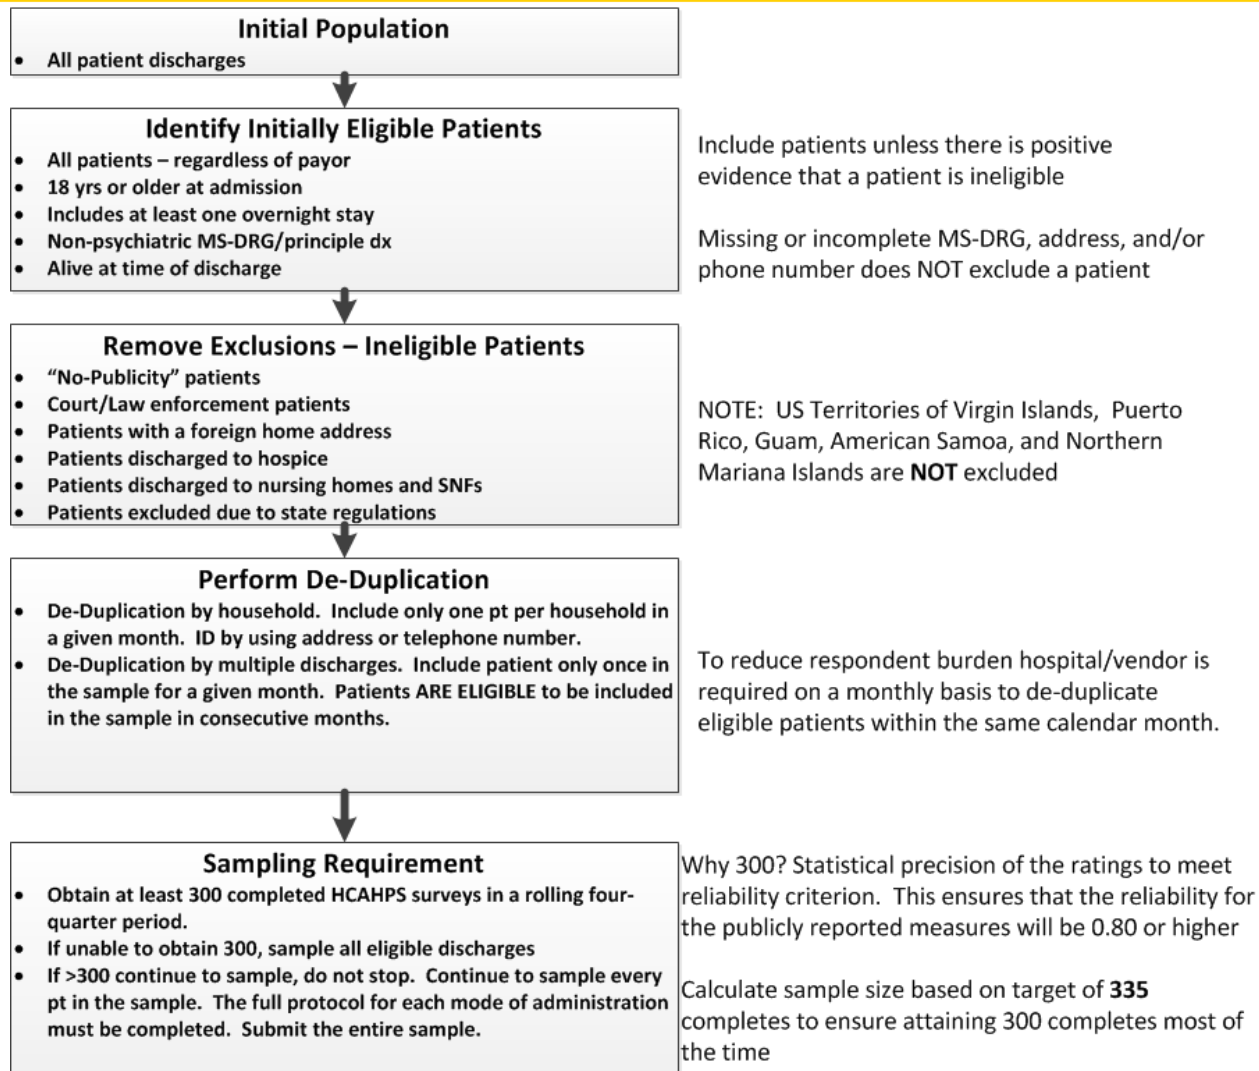 Initial Population
• All patient discharges
Identify Initially Eligible Patients
• All patients – regardless of payor
• 18 yrs or older at admission
• Includes at least one overnight stay
• Non-psychiatric MS-DRG/principle dx
• Alive at time of discharge
Include patients unless there is positive
evidence that a patient is ineligible
Missing or incomplete MS-DRG, address, and/or
phone number does NOT exclude a patient
Remove Exclusions – Ineligible Patients
• “No-Publicity” patients
• Court/Law enforcement patients
• Patients with a foreign home address
• Patients discharged to hospice
• Patients discharged to nursing homes and SNFs
• Patients excluded due to state regulations
NOTE: US Territories of Virgin Islands, Puerto
Rico, Guam, American Samoa, and Northern
Mariana Islands are NOT excluded
Perform De-Duplication
• De-Duplication by household. Include only one pt per household in
a given month. ID by using address or telephone number.
• De-Duplication by multiple discharges. Include patient only once in
the sample for a given month. Patients ARE ELIGIBLE to be included
in the sample in consecutive months.
To reduce respondent burden hospital/vendor is
required on a monthly basis to de-duplicate
eligible patients within the same calendar month.
Sampling Requirement
• Obtain at least 300 completed HCAHPS surveys in a rolling four-
quarter period.
• If unable to obtain 300, sample all eligible discharges
• If >300 continue to sample, do not stop. Continue to sample every
pt in the sample. The full protocol for each mode of administration
must be completed. Submit the entire sample.
Why 300? Statistical precision of the ratings to meet
reliability criterion. This ensures that the reliability for
the publicly reported measures will be 0.80 or higher
Calculate sample size based on target of 335
completes to ensure attaining 300 completes most of
the time